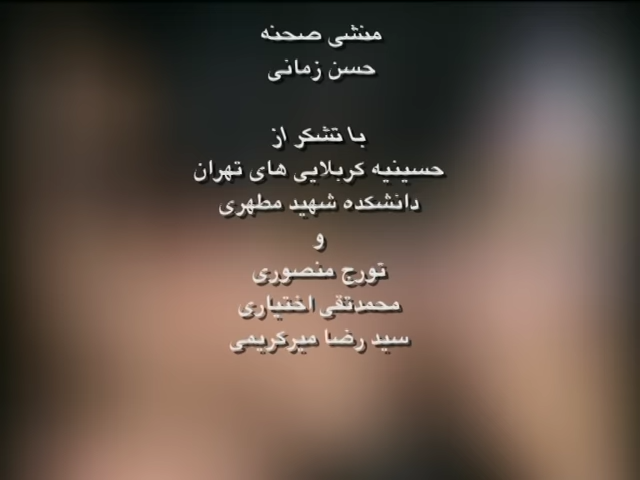 منشی صحنه
حسن زمانی
با تشکر از
حسینیه کربلایی های تهران
دانشکده شهید مطهری
و
تورج منصوری
محمدتقی اختیاری
سید رضا میرکریمی